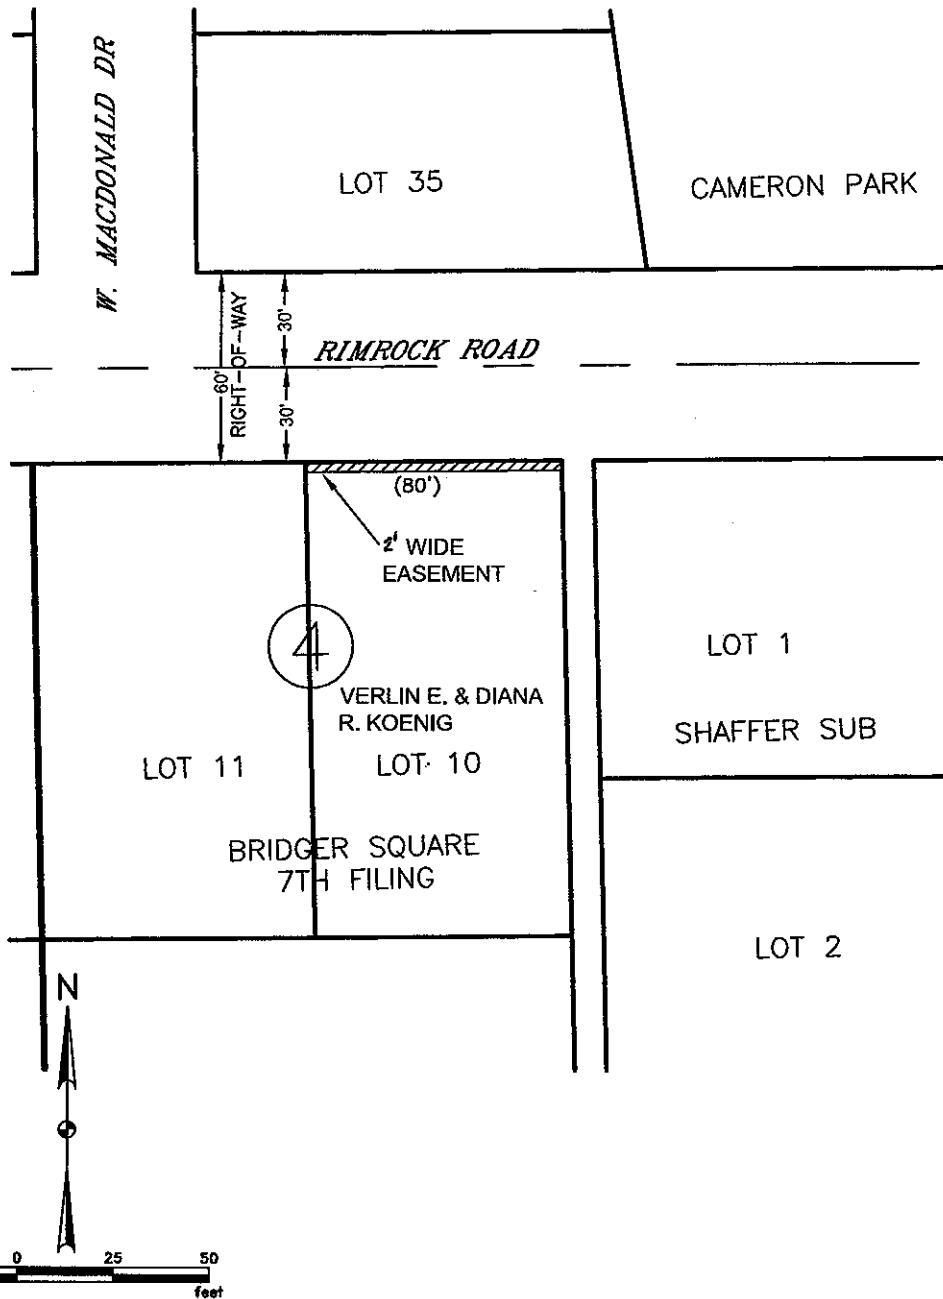 W. MACDONALD DR
LOT 35
CAMERON PARK
60'
RIGHT-OF-WAY
30'
RIMROCK ROAD
30'
(80')
2' WIDE
EASEMENT
4
VERLIN E. & DIANA
R. KOENIG
LOT 1
SHAFFER SUB
LOT 11
LOT 10
BRIDGER SQUARE
7TH FILING
LOT 2
N
0 25 50
feet